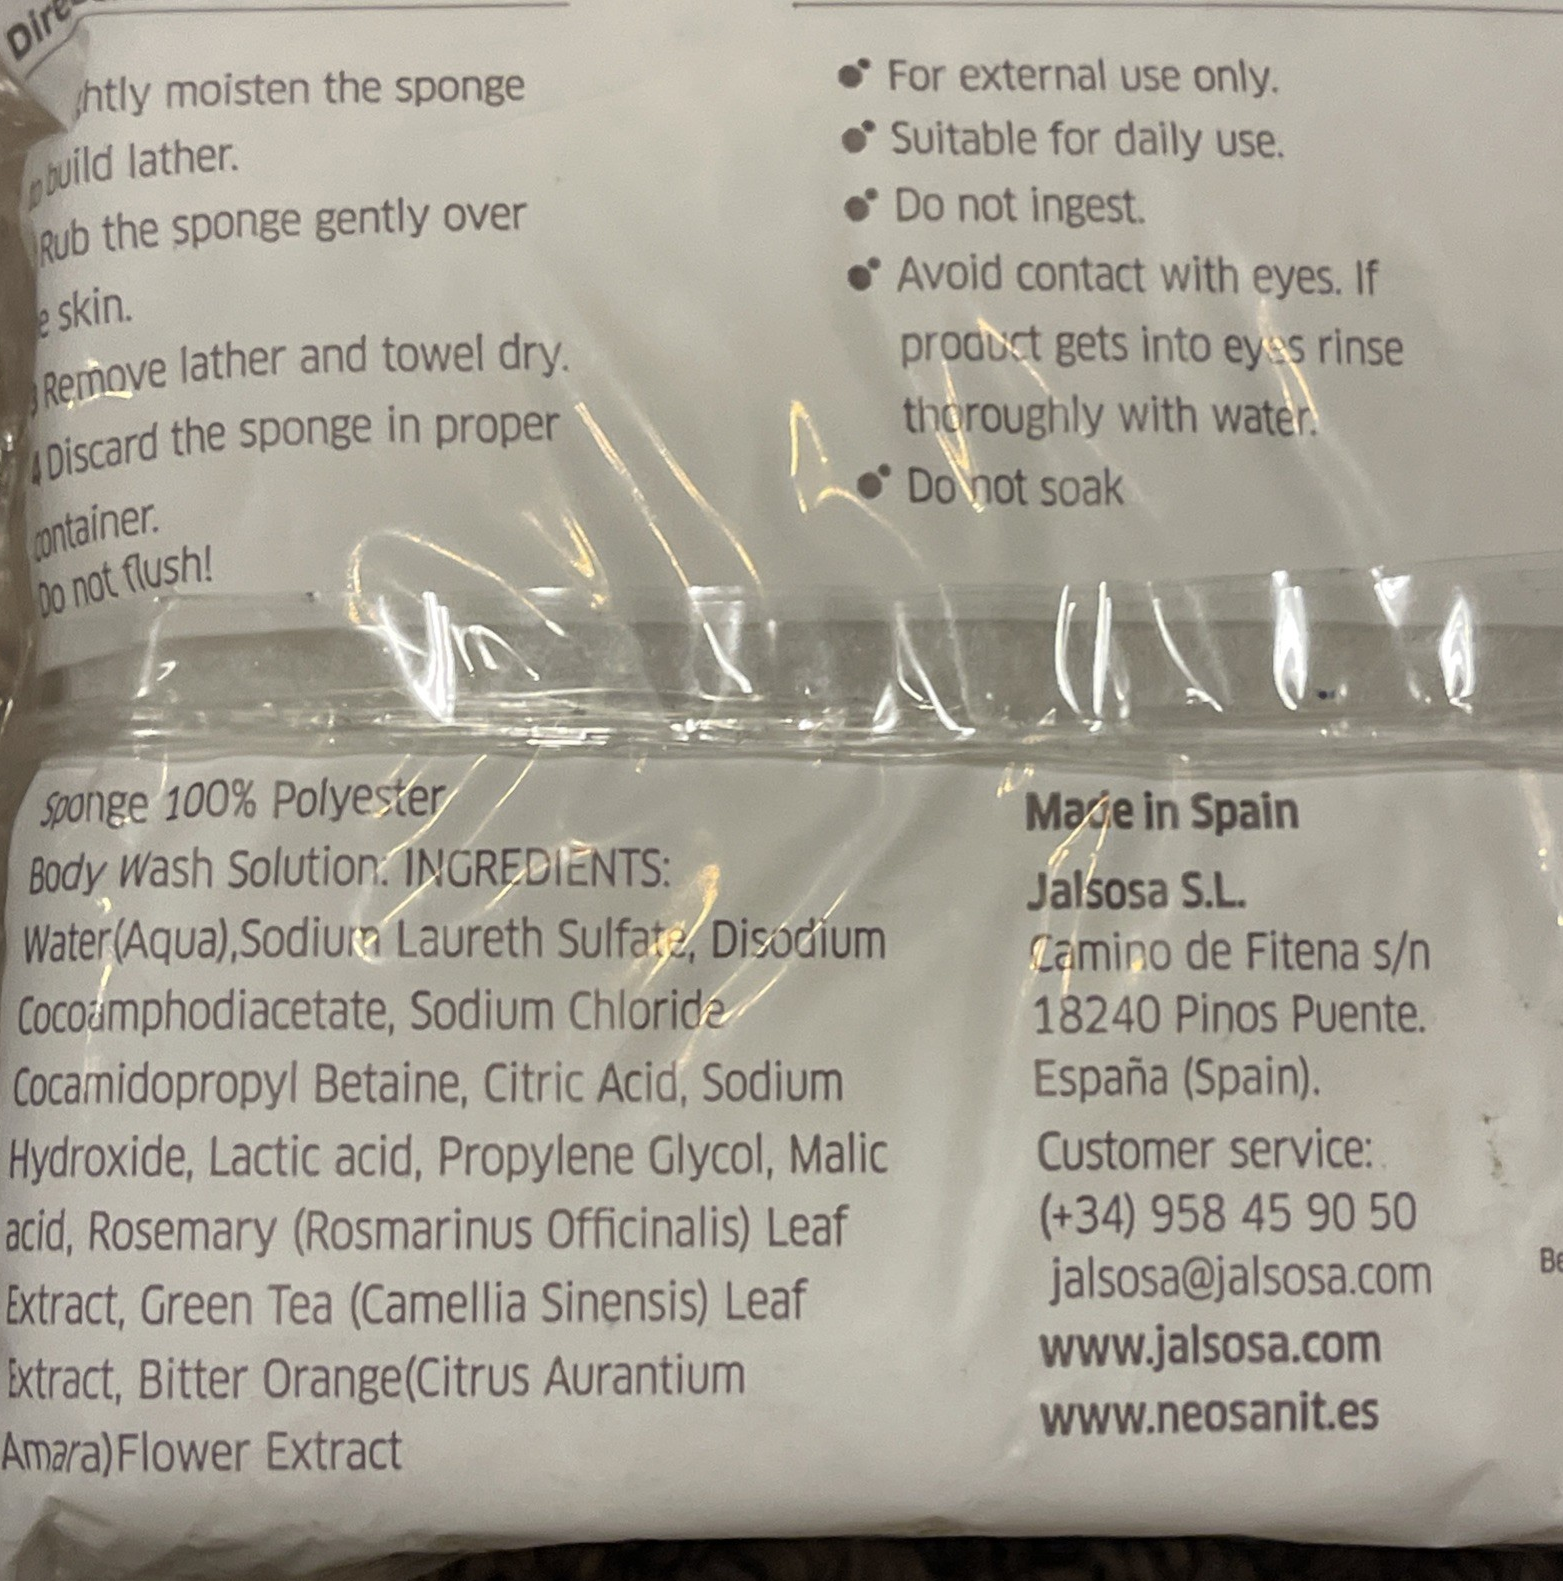 Dire
htly moisten the sponge
to build lather.
Rub the sponge gently over
e skin.
3 Remove lather and towel dry.
4 Discard the sponge in proper
container.
Do not flush!
For external use only.
Suitable for daily use.
Do not ingest.
Avoid contact with eyes. If
product gets into eyes rinse
thoroughly with water.
Do not soak
Sponge 100% Polyester
Body Wash Solution: INGREDIENTS:
Water(Aqua),Sodium Laureth Sulfate, Disodium
Cocoamphodiacetate, Sodium Chloride
Cocamidopropyl Betaine, Citric Acid, Sodium
Hydroxide, Lactic acid, Propylene Glycol, Malic
acid, Rosemary (Rosmarinus Officinalis) Leaf
Extract, Green Tea (Camellia Sinensis) Leaf
Extract, Bitter Orange(Citrus Aurantium
Amara)Flower Extract
Made in Spain
Jalsosa S.L.
Camino de Fitena s/n
18240 Pinos Puente.
España (Spain).
Customer service:
(+34) 958 45 90 50
jalsosa@jalsosa.com
www.jalsosa.com
www.neosanit.es
Be